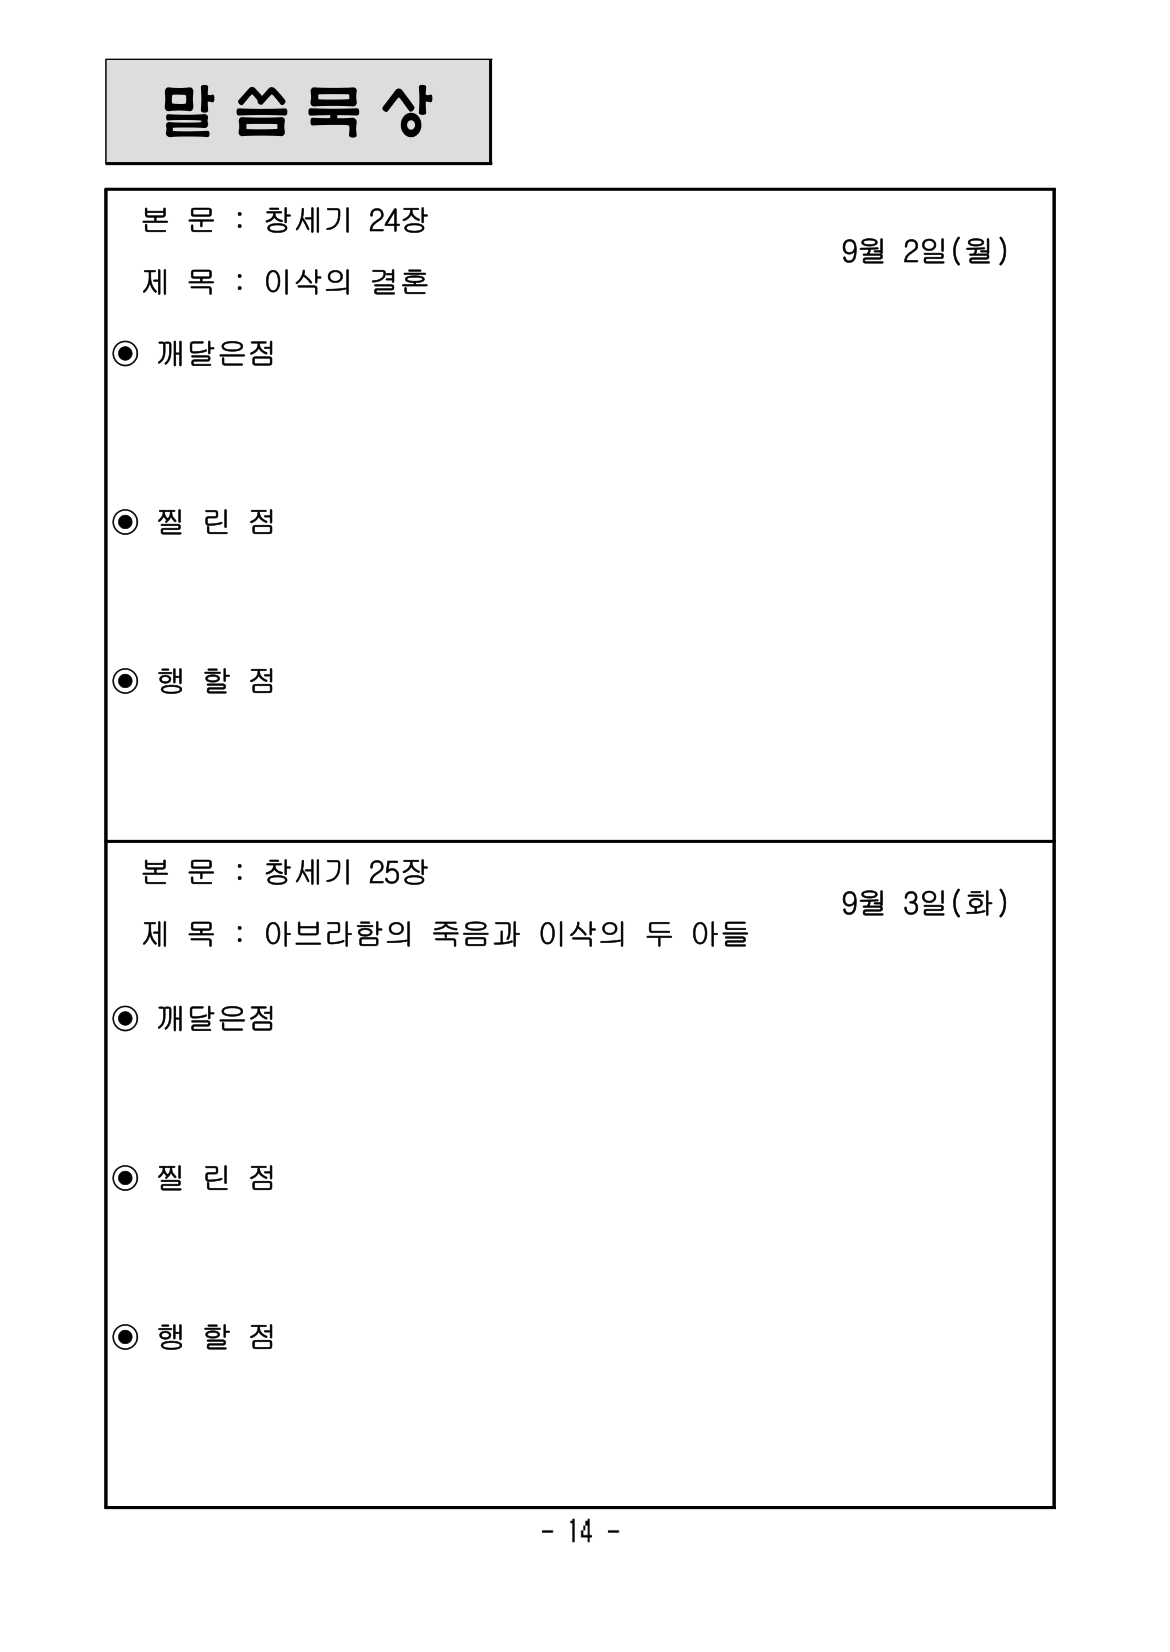 말씀묵상
본 문 : 창세기 24장
9월 2일(월)
제 목 : 이삭의 결혼
◉ 깨달은점
◉ 찔 린 점
◉ 행 할 점
본 문 : 창세기 25장
9월 3일(화)
제 목 : 아브라함의 죽음과 이삭의 두 아들
◉ 깨달은점
◉ 찔 린 점
◉ 행 할 점
- 14 -